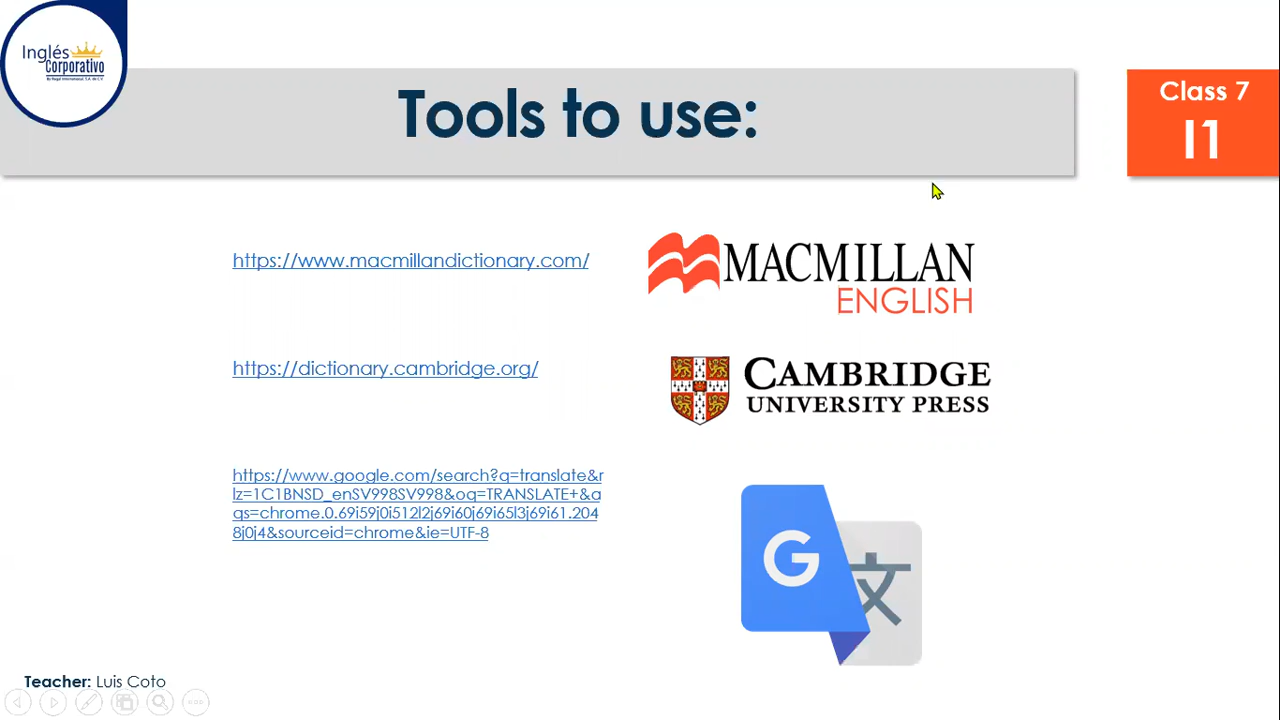 Inglés
Corporativo
By Regal International S.A. de C.V.
Tools to use:
Class 7
I1
https://www.macmillandictionary.com/
MACMILLAN
ENGLISH
https://dictionary.cambridge.org/
CAMBRIDGE
UNIVERSITY PRESS
https://www.google.com/search?q=translate&r
lz=1C1BNSD_enSV998SV998&oq=TRANSLATE+&a
qs=chrome.0.69i59j0i512l2j69i60j69i65l3j69i61.204
8j0j4&sourceid=chrome&ie=UTF-8
G
文
Teacher: Luis Coto